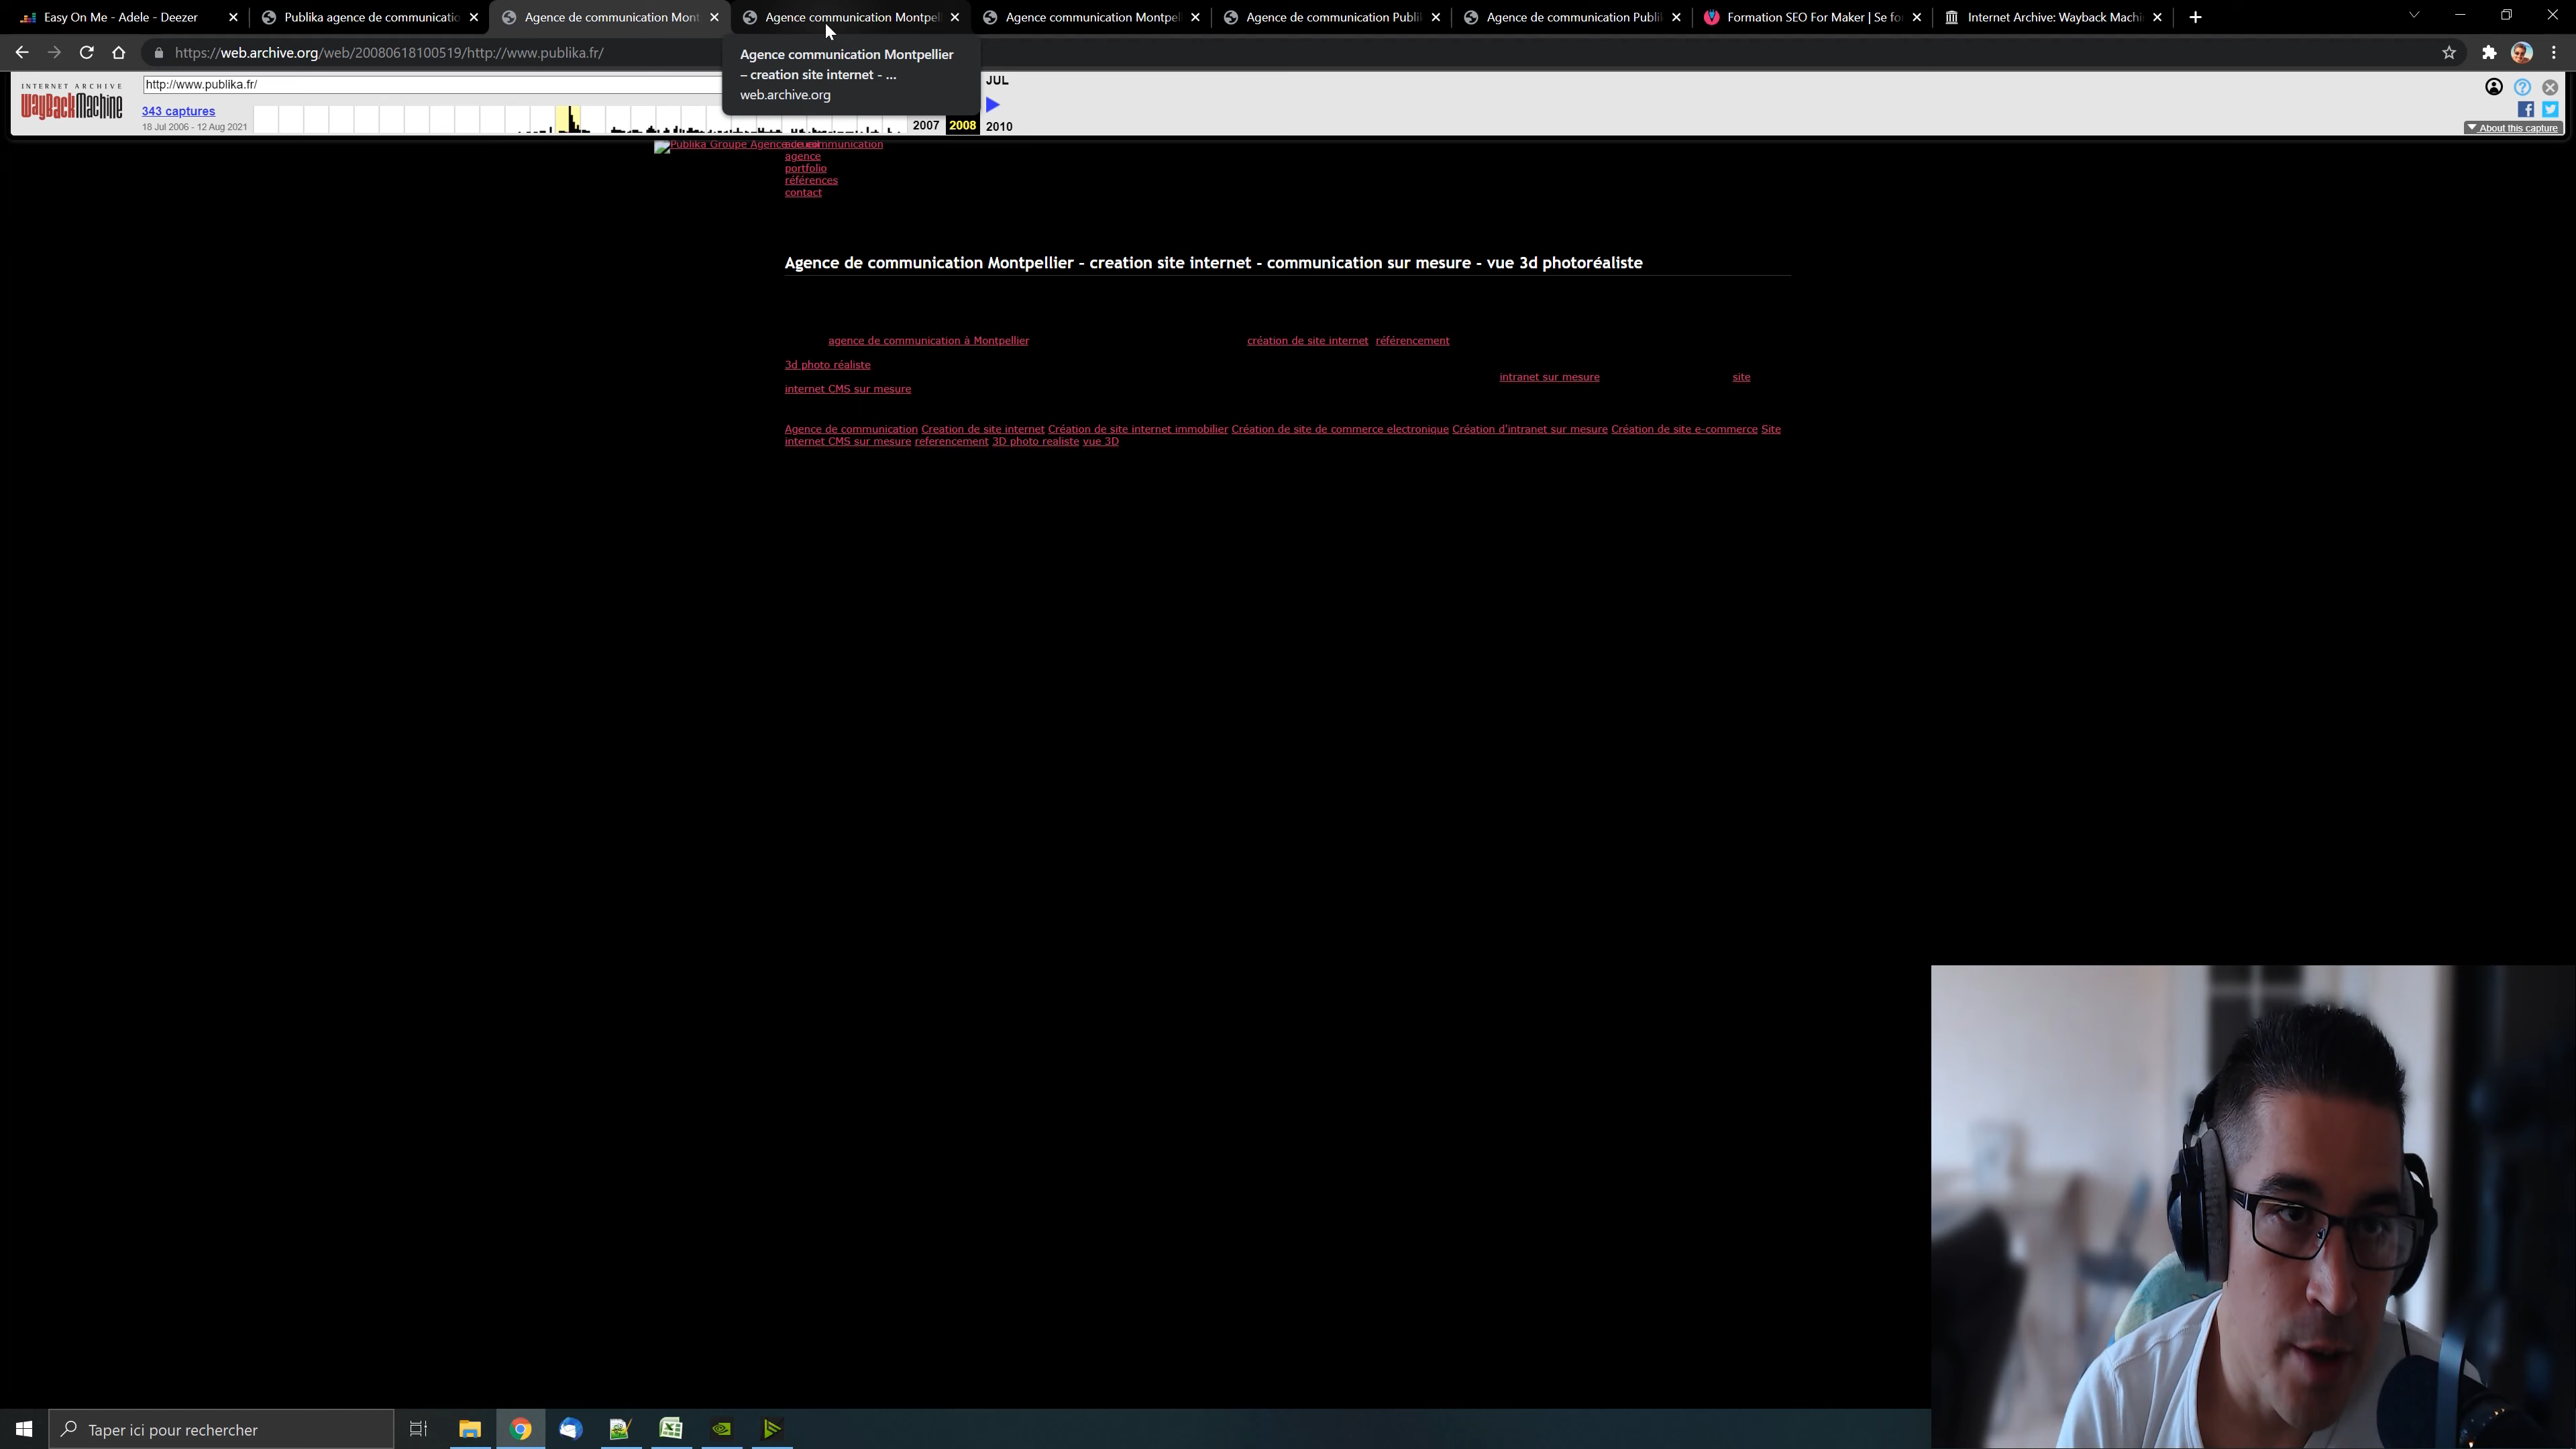 Easy On Me - Adele - Deezer
Publika agence de communicatio
Agence de communication Mont
Agence communication Montpel
Agence communication Montpel
Agence de communication Publi
Agence de communication Publi
Formation SEO For Maker | Se fo
Internet Archive: Wayback Machi
https://web.archive.org/web/20080618100519/http://www.publika.fr/
Agence communication Montpellier
– creation site internet - ...
web.archive.org
INTERNET ARCHIVE
WayBackMachine
http://www.publika.fr/
343 captures
18 Jul 2006 - 12 Aug 2021
JUL
2007 2008 2010
About this capture
Publika Groupe Agence de communication
agence
portfolio
références
contact
Agence de communication Montpellier - creation site internet - communication sur mesure - vue 3d photoréaliste
agence de communication à Montpellier création de site internet référencement
3d photo réaliste
intranet sur mesure site
internet CMS sur mesure
Agence de communication Creation de site internet Création de site internet immobilier Création de site de commerce electronique Création d'intranet sur mesure Création de site e-commerce Site
internet CMS sur mesure referencement 3D photo realiste vue 3D
Taper ici pour rechercher